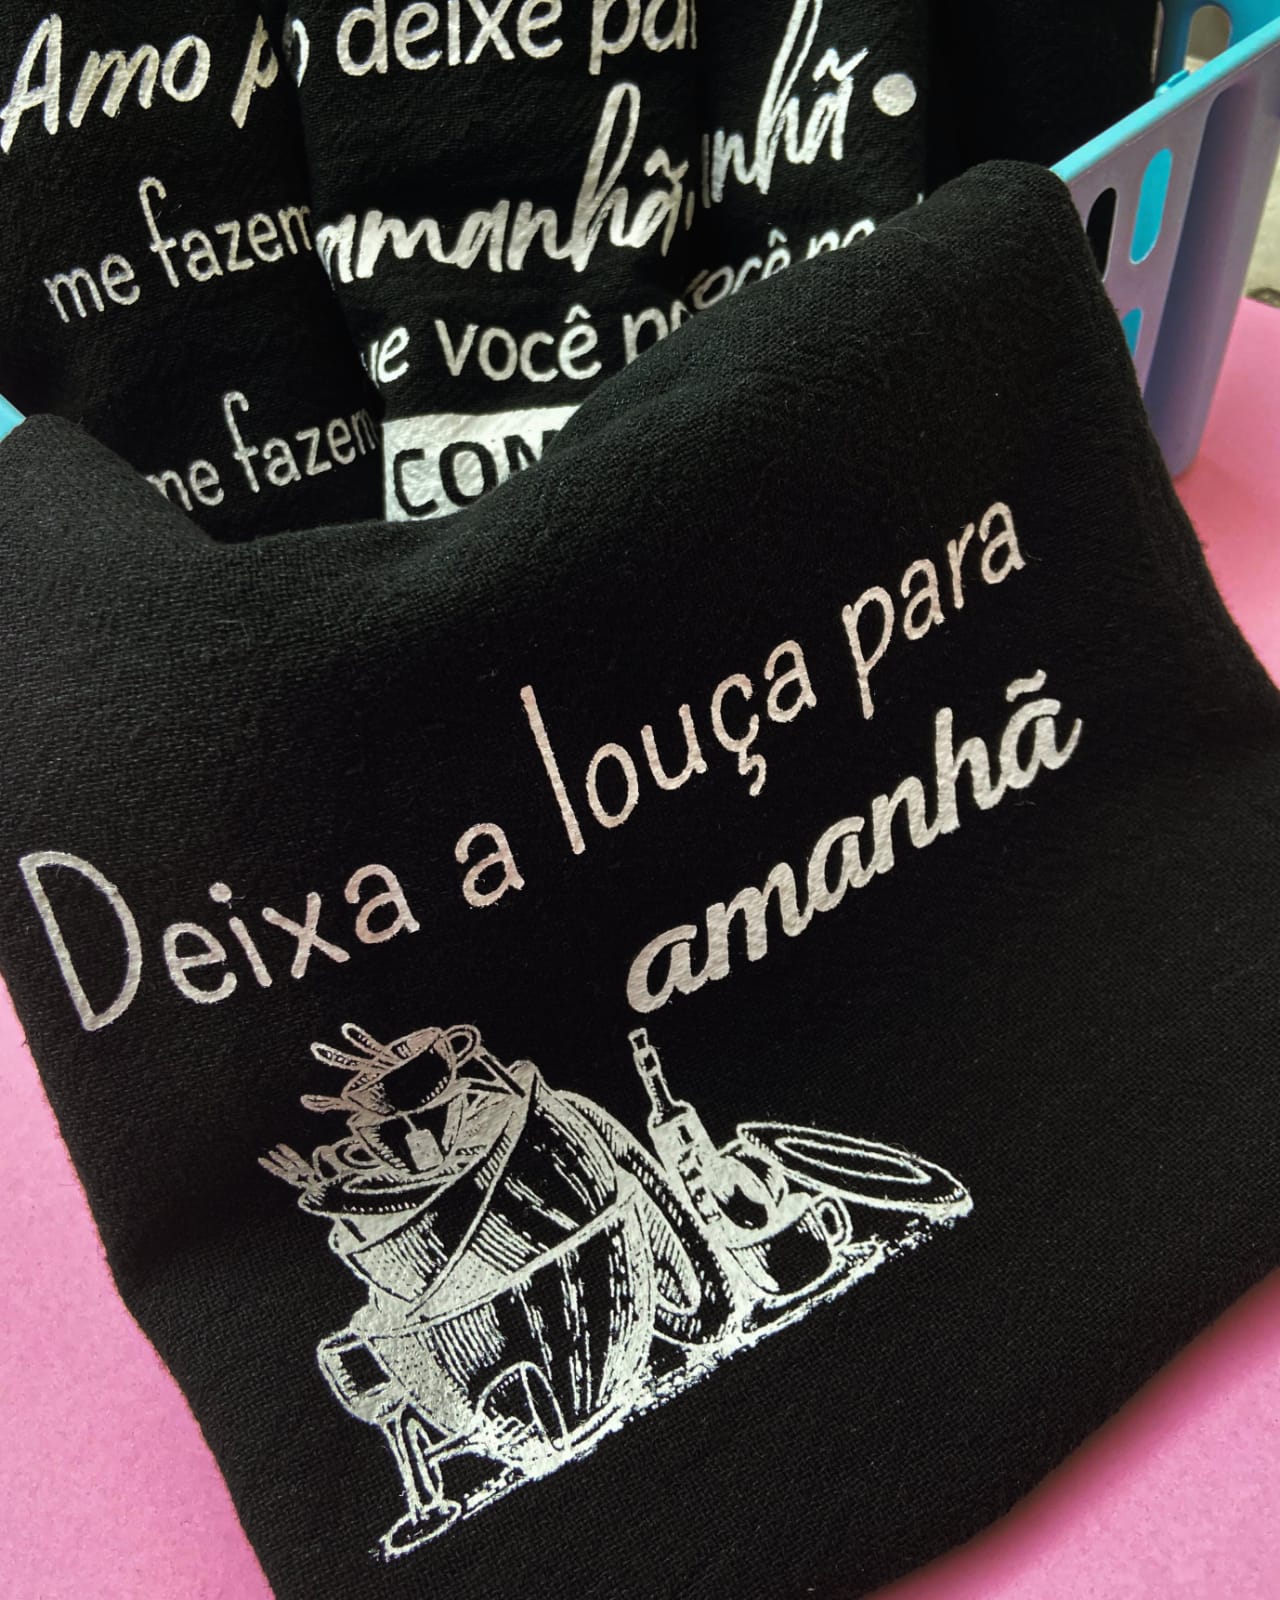 Amo
deixe
amanhã,
me fazem
você
me fazem
Deixa a louça para
amanhã